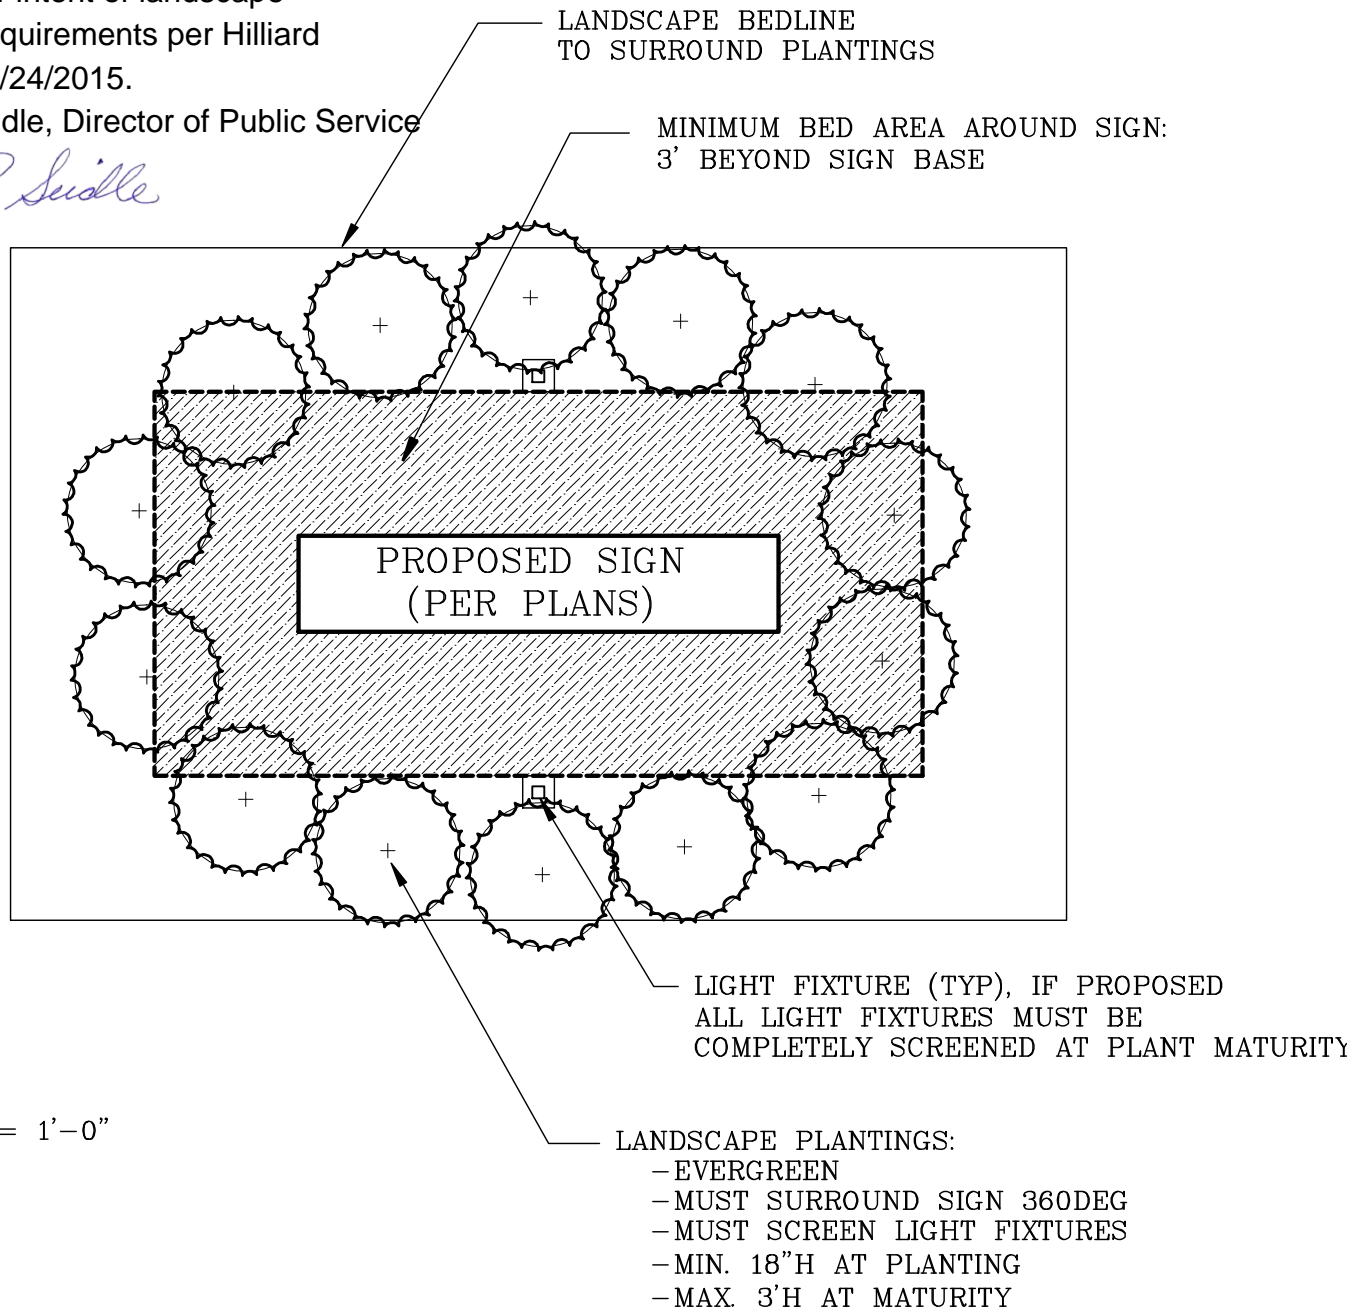 intent of landscape
quirements per Hilliard
/24/2015.
dle, Director of Public Service
Seidle
LANDSCAPE BEDLINE
TO SURROUND PLANTINGS
MINIMUM BED AREA AROUND SIGN:
3' BEYOND SIGN BASE
PROPOSED SIGN
(PER PLANS)
LIGHT FIXTURE (TYP), IF PROPOSED
ALL LIGHT FIXTURES MUST BE
COMPLETELY SCREENED AT PLANT MATURITY
= 1'-0"
LANDSCAPE PLANTINGS:
-EVERGREEN
-MUST SURROUND SIGN 360DEG
-MUST SCREEN LIGHT FIXTURES
-MIN. 18"H AT PLANTING
-MAX. 3'H AT MATURITY